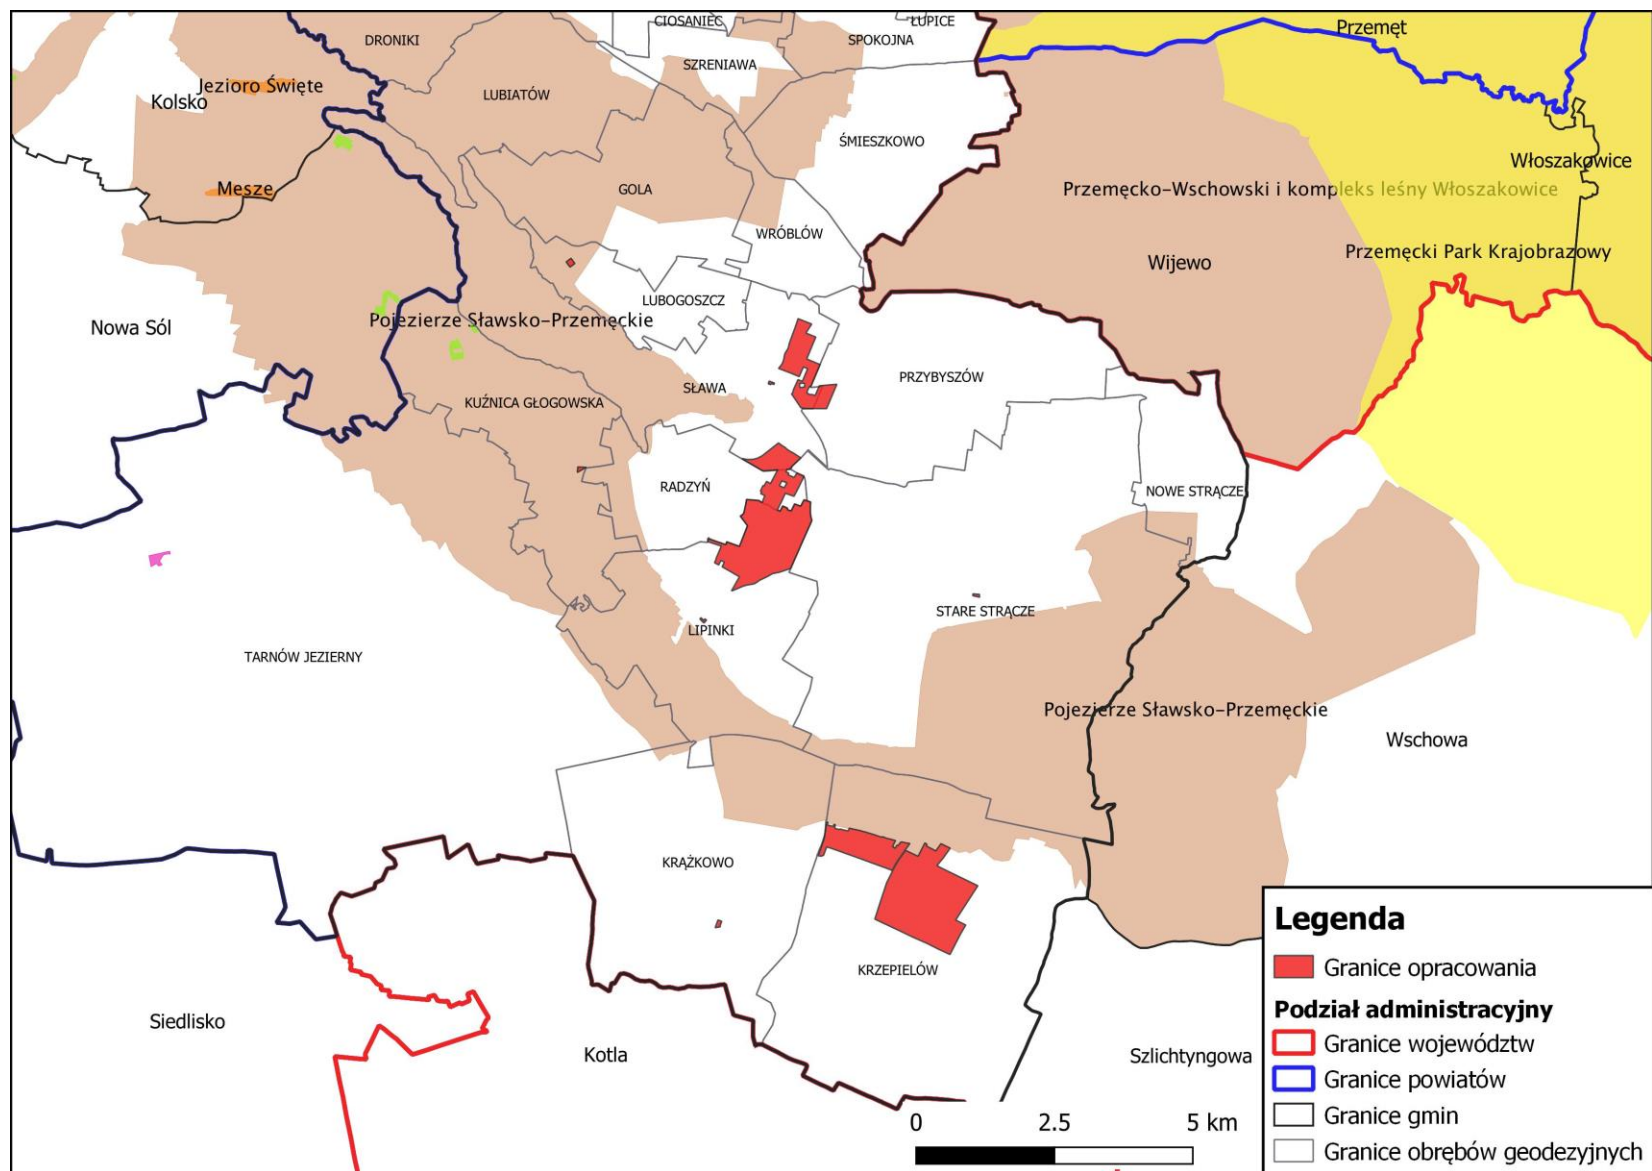 CIOSANIEC
ŁUPICE
Przemęt
DRONIKI
SPOKOJNA
SZRENIAWA
Jezioro Święte
Kolsko
LUBIATÓW
ŚMIESZKOWO
Włoszakowice
Mesze
GOLA
Przemęcko-Wschowski i kompleks leśny Włoszakowice
WRÓBLÓW
Przemęcki Park Krajobrazowy
Wijewo
LUBOGOSZCZ
Pojezierze Sławsko-Przemęckie
Nowa Sól
PRZYBYSZÓW
SŁAWA
KUŹNICA GŁOGOWSKA
RADZYŃ
NOWE STRĄCZE
STARE STRĄCZE
LIPINKI
TARNÓW JEZIERNY
Pojezierze Sławsko-Przemęckie
Wschowa
KRĄŻKOWO
KRZEPIELÓW
Siedlisko
Kotla
Szlichtyngowa
0 2.5 5 km
Legenda
Granice opracowania
Podział administracyjny
Granice województw
Granice powiatów
Granice gmin
Granice obrębów geodezyjnych